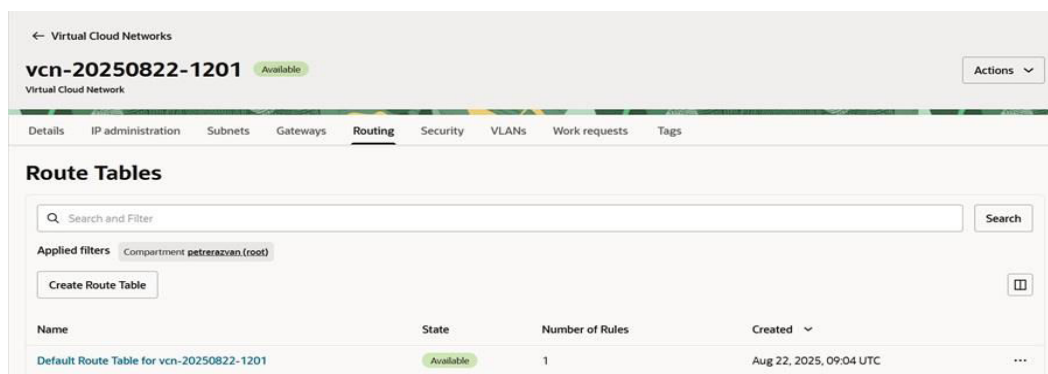 ← Virtual Cloud Networks
vcn-20250822-1201 Available
Virtual Cloud Network
Actions
Details IP administration Subnets Gateways Routing Security VLANs Work requests Tags
Route Tables
Search and Filter
Search
Applied filters Compartment petrerazvan (root)
Create Route Table
Name State Number of Rules Created
Default Route Table for vcn-20250822-1201 Available 1 Aug 22, 2025, 09:04 UTC ...